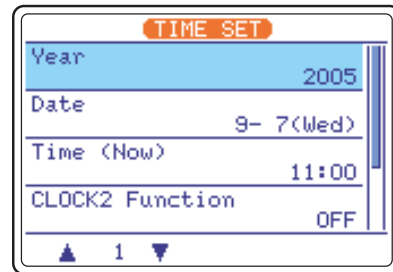 TIME SET
Year
2005
Date
9- 7(Wed)
Time (Now)
11:00
CLOCK2 Function
OFF
▲ 1 ▼